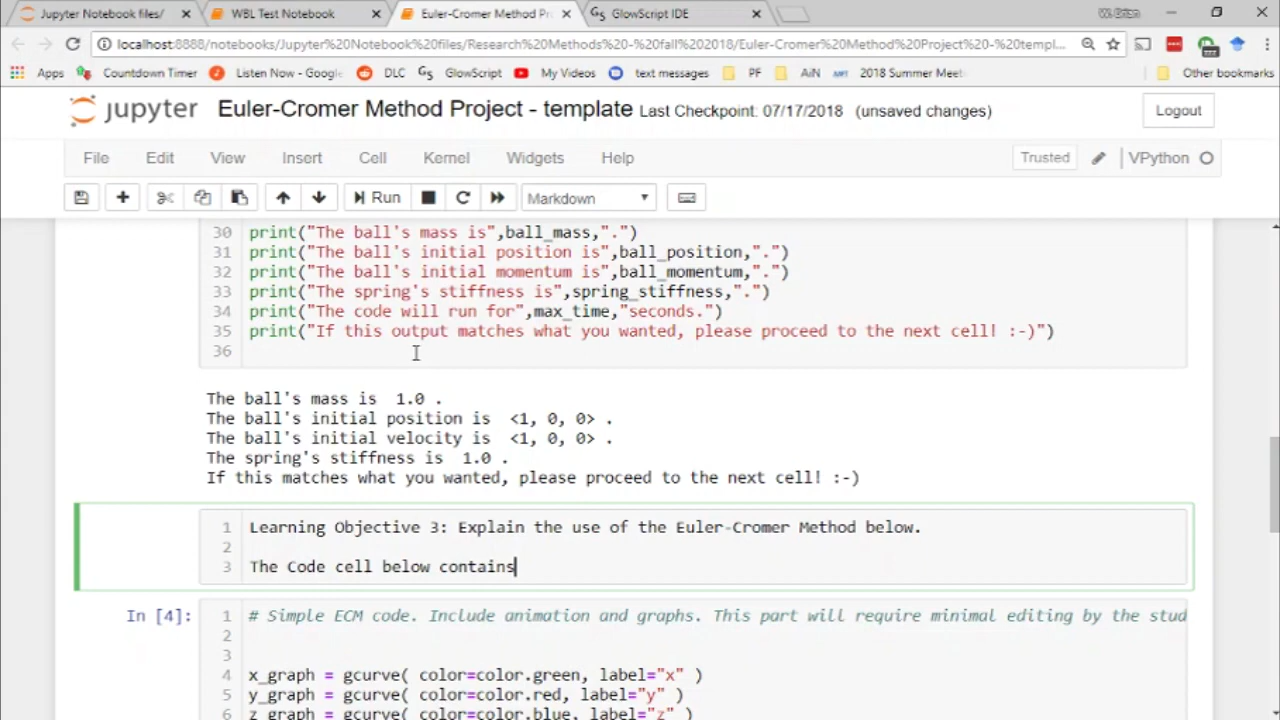 Jupyter Notebook files/ WBL Test Notebook Euler-Cromer Method Pr GlowScript IDE
localhost:8888/notebooks/Jupyter%20Notebook%20files/Research%20Methods%20-%20fall%202018/Euler-Cromer%20Method%20Project%20-%20templ...
Apps Countdown Timer Listen Now - Google DLC GlowScript My Videos text messages PF AiN 2018 Summer Meet Other bookmarks
jupyter Euler-Cromer Method Project - template Last Checkpoint: 07/17/2018 (unsaved changes) Logout
File Edit View Insert Cell Kernel Widgets Help Trusted VPython
Run Markdown
30 print("The ball's mass is",ball_mass,".")
31 print("The ball's initial position is",ball_position,".")
32 print("The ball's initial momentum is",ball_momentum,".")
33 print("The spring's stiffness is",spring_stiffness,".")
34 print("The code will run for",max_time,"seconds.")
35 print("If this output matches what you wanted, please proceed to the next cell! :-)")
36
The ball's mass is  1.0 .
The ball's initial position is  <1, 0, 0> .
The ball's initial velocity is  <1, 0, 0> .
The spring's stiffness is  1.0 .
If this matches what you wanted, please proceed to the next cell! :-)
1 Learning Objective 3: Explain the use of the Euler-Cromer Method below.
2
3 The Code cell below contains
In [4]: 1 # Simple ECM code. Include animation and graphs. This part will require minimal editing by the stud
2
3
4 x_graph = gcurve( color=color.green, label="x" )
5 y_graph = gcurve( color=color.red, label="y" )
6 z_graph = gcurve( color=color.blue, label="z" )